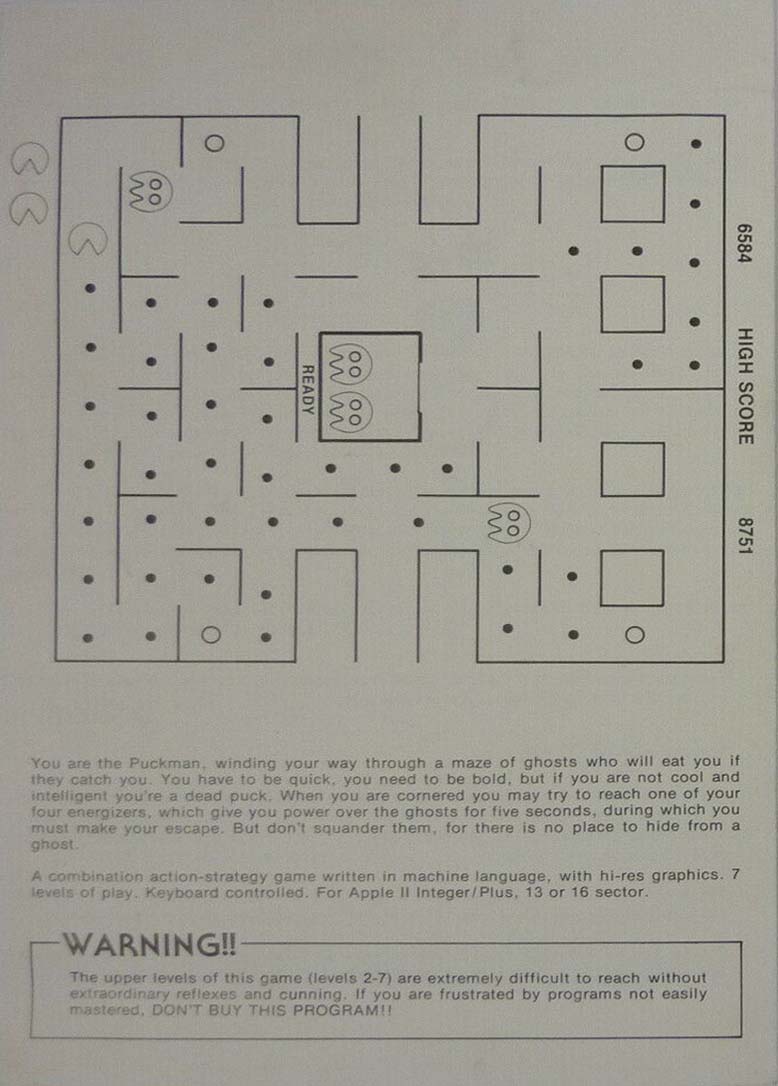 6584 HIGH SCORE 8751
READY
You are the Puckman, winding your way through a maze of ghosts who will eat you if
they catch you. You have to be quick, you need to be bold, but if you are not cool and
intelligent you're a dead puck. When you are cornered you may try to reach one of your
four energizers, which give you power over the ghosts for five seconds, during which you
must make your escape. But don't squander them, for there is no place to hide from a
ghost.
A combination action-strategy game written in machine language, with hi-res graphics. 7
levels of play. Keyboard controlled. For Apple II Integer/Plus, 13 or 16 sector.
WARNING!!
The upper levels of this game (levels 2-7) are extremely difficult to reach without
extraordinary reflexes and cunning. If you are frustrated by programs not easily
mastered, DON'T BUY THIS PROGRAM!!